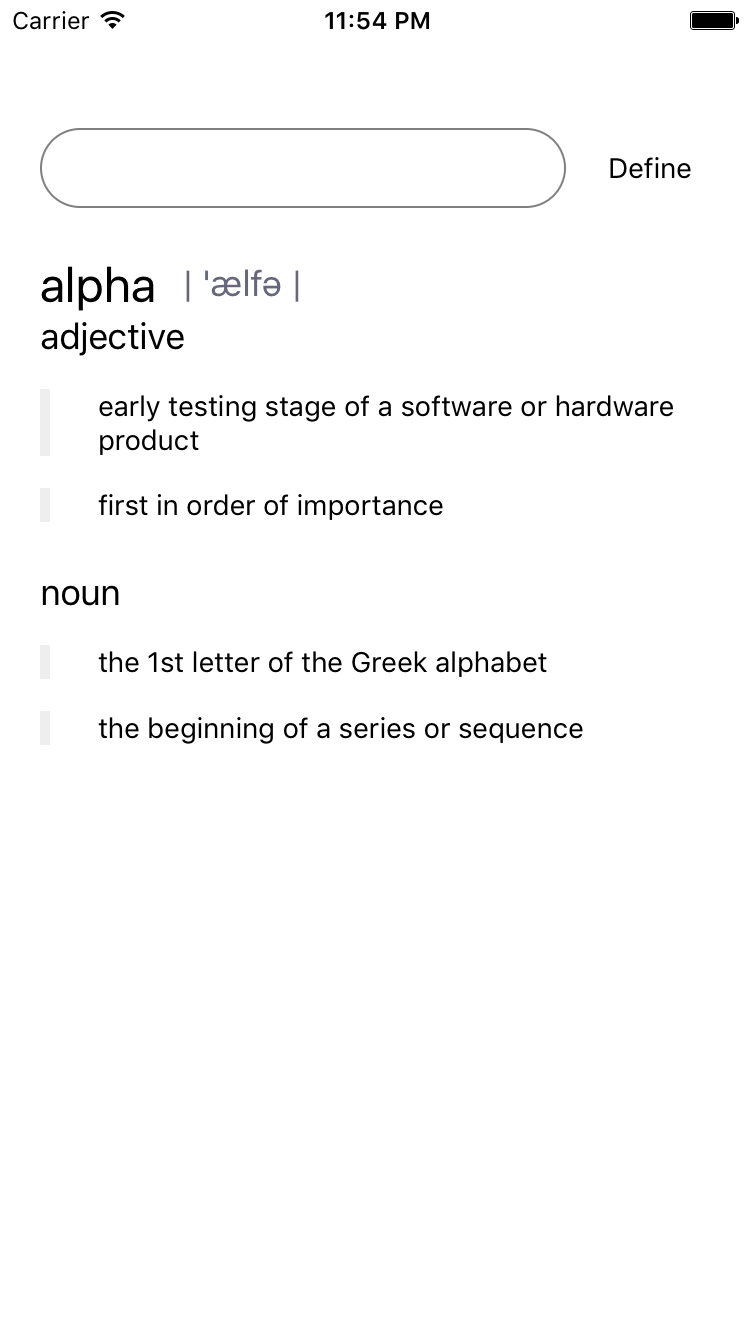 Carrier 11:54 PM
Define
alpha | 'ælfə |
adjective
early testing stage of a software or hardware
product
first in order of importance
noun
the 1st letter of the Greek alphabet
the beginning of a series or sequence